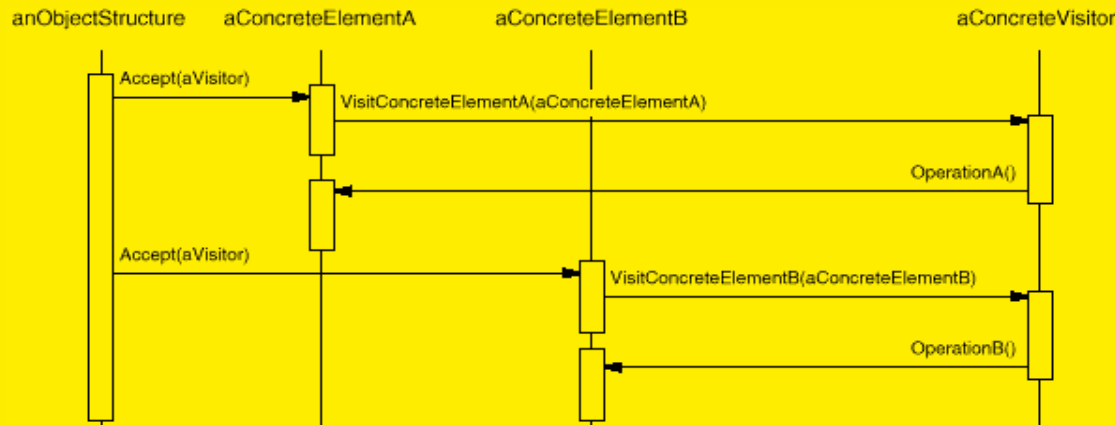 anObjectStructure aConcreteElementA aConcreteElementB aConcreteVisitor
Accept(aVisitor)
VisitConcreteElementA(aConcreteElementA)
OperationA()
Accept(aVisitor)
VisitConcreteElementB(aConcreteElementB)
OperationB()